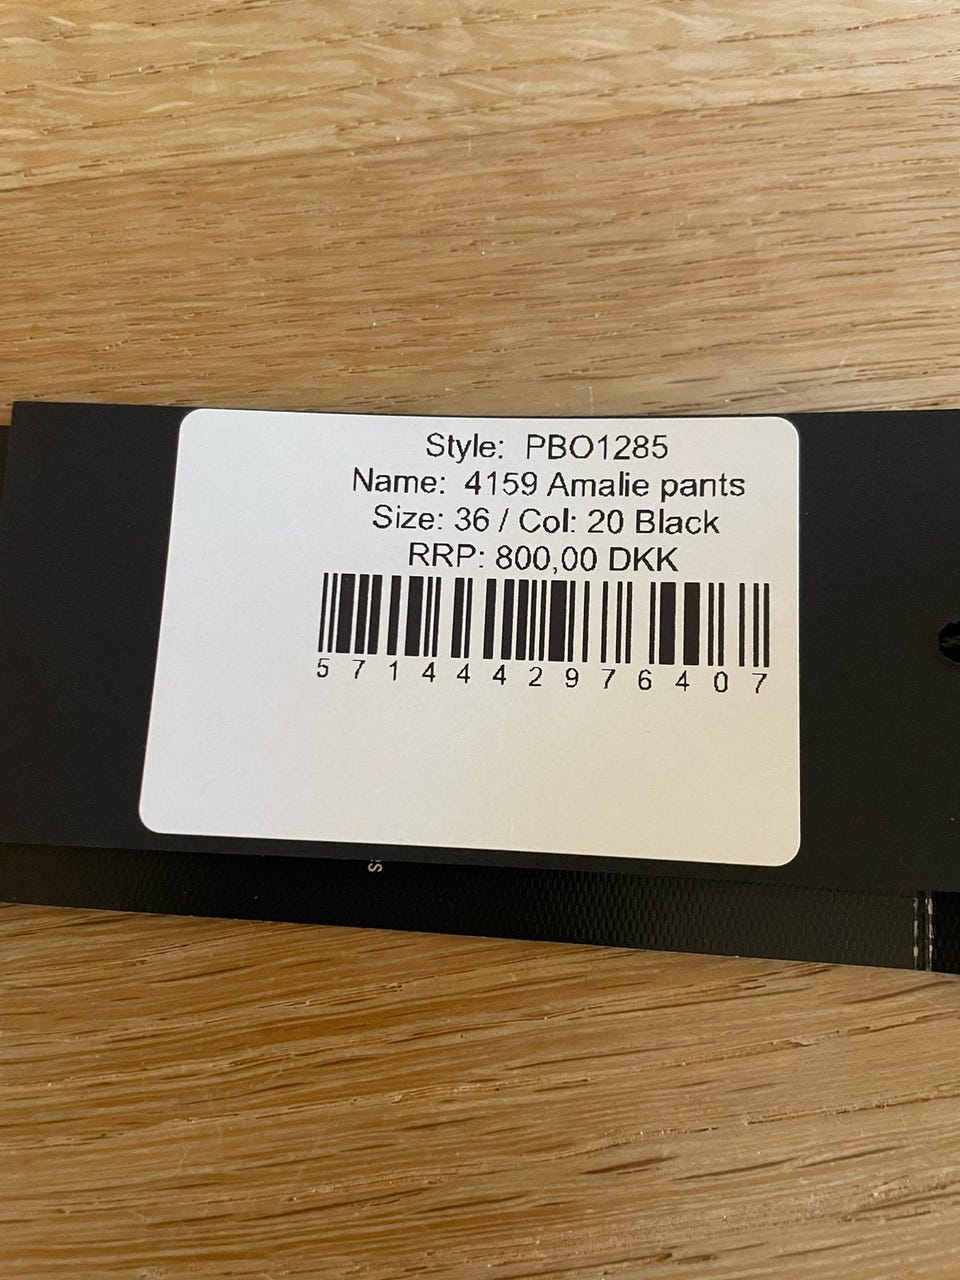 Style: PBO1285
Name: 4159 Amalie pants
Size: 36 / Col: 20 Black
RRP: 800,00 DKK
5714442976407